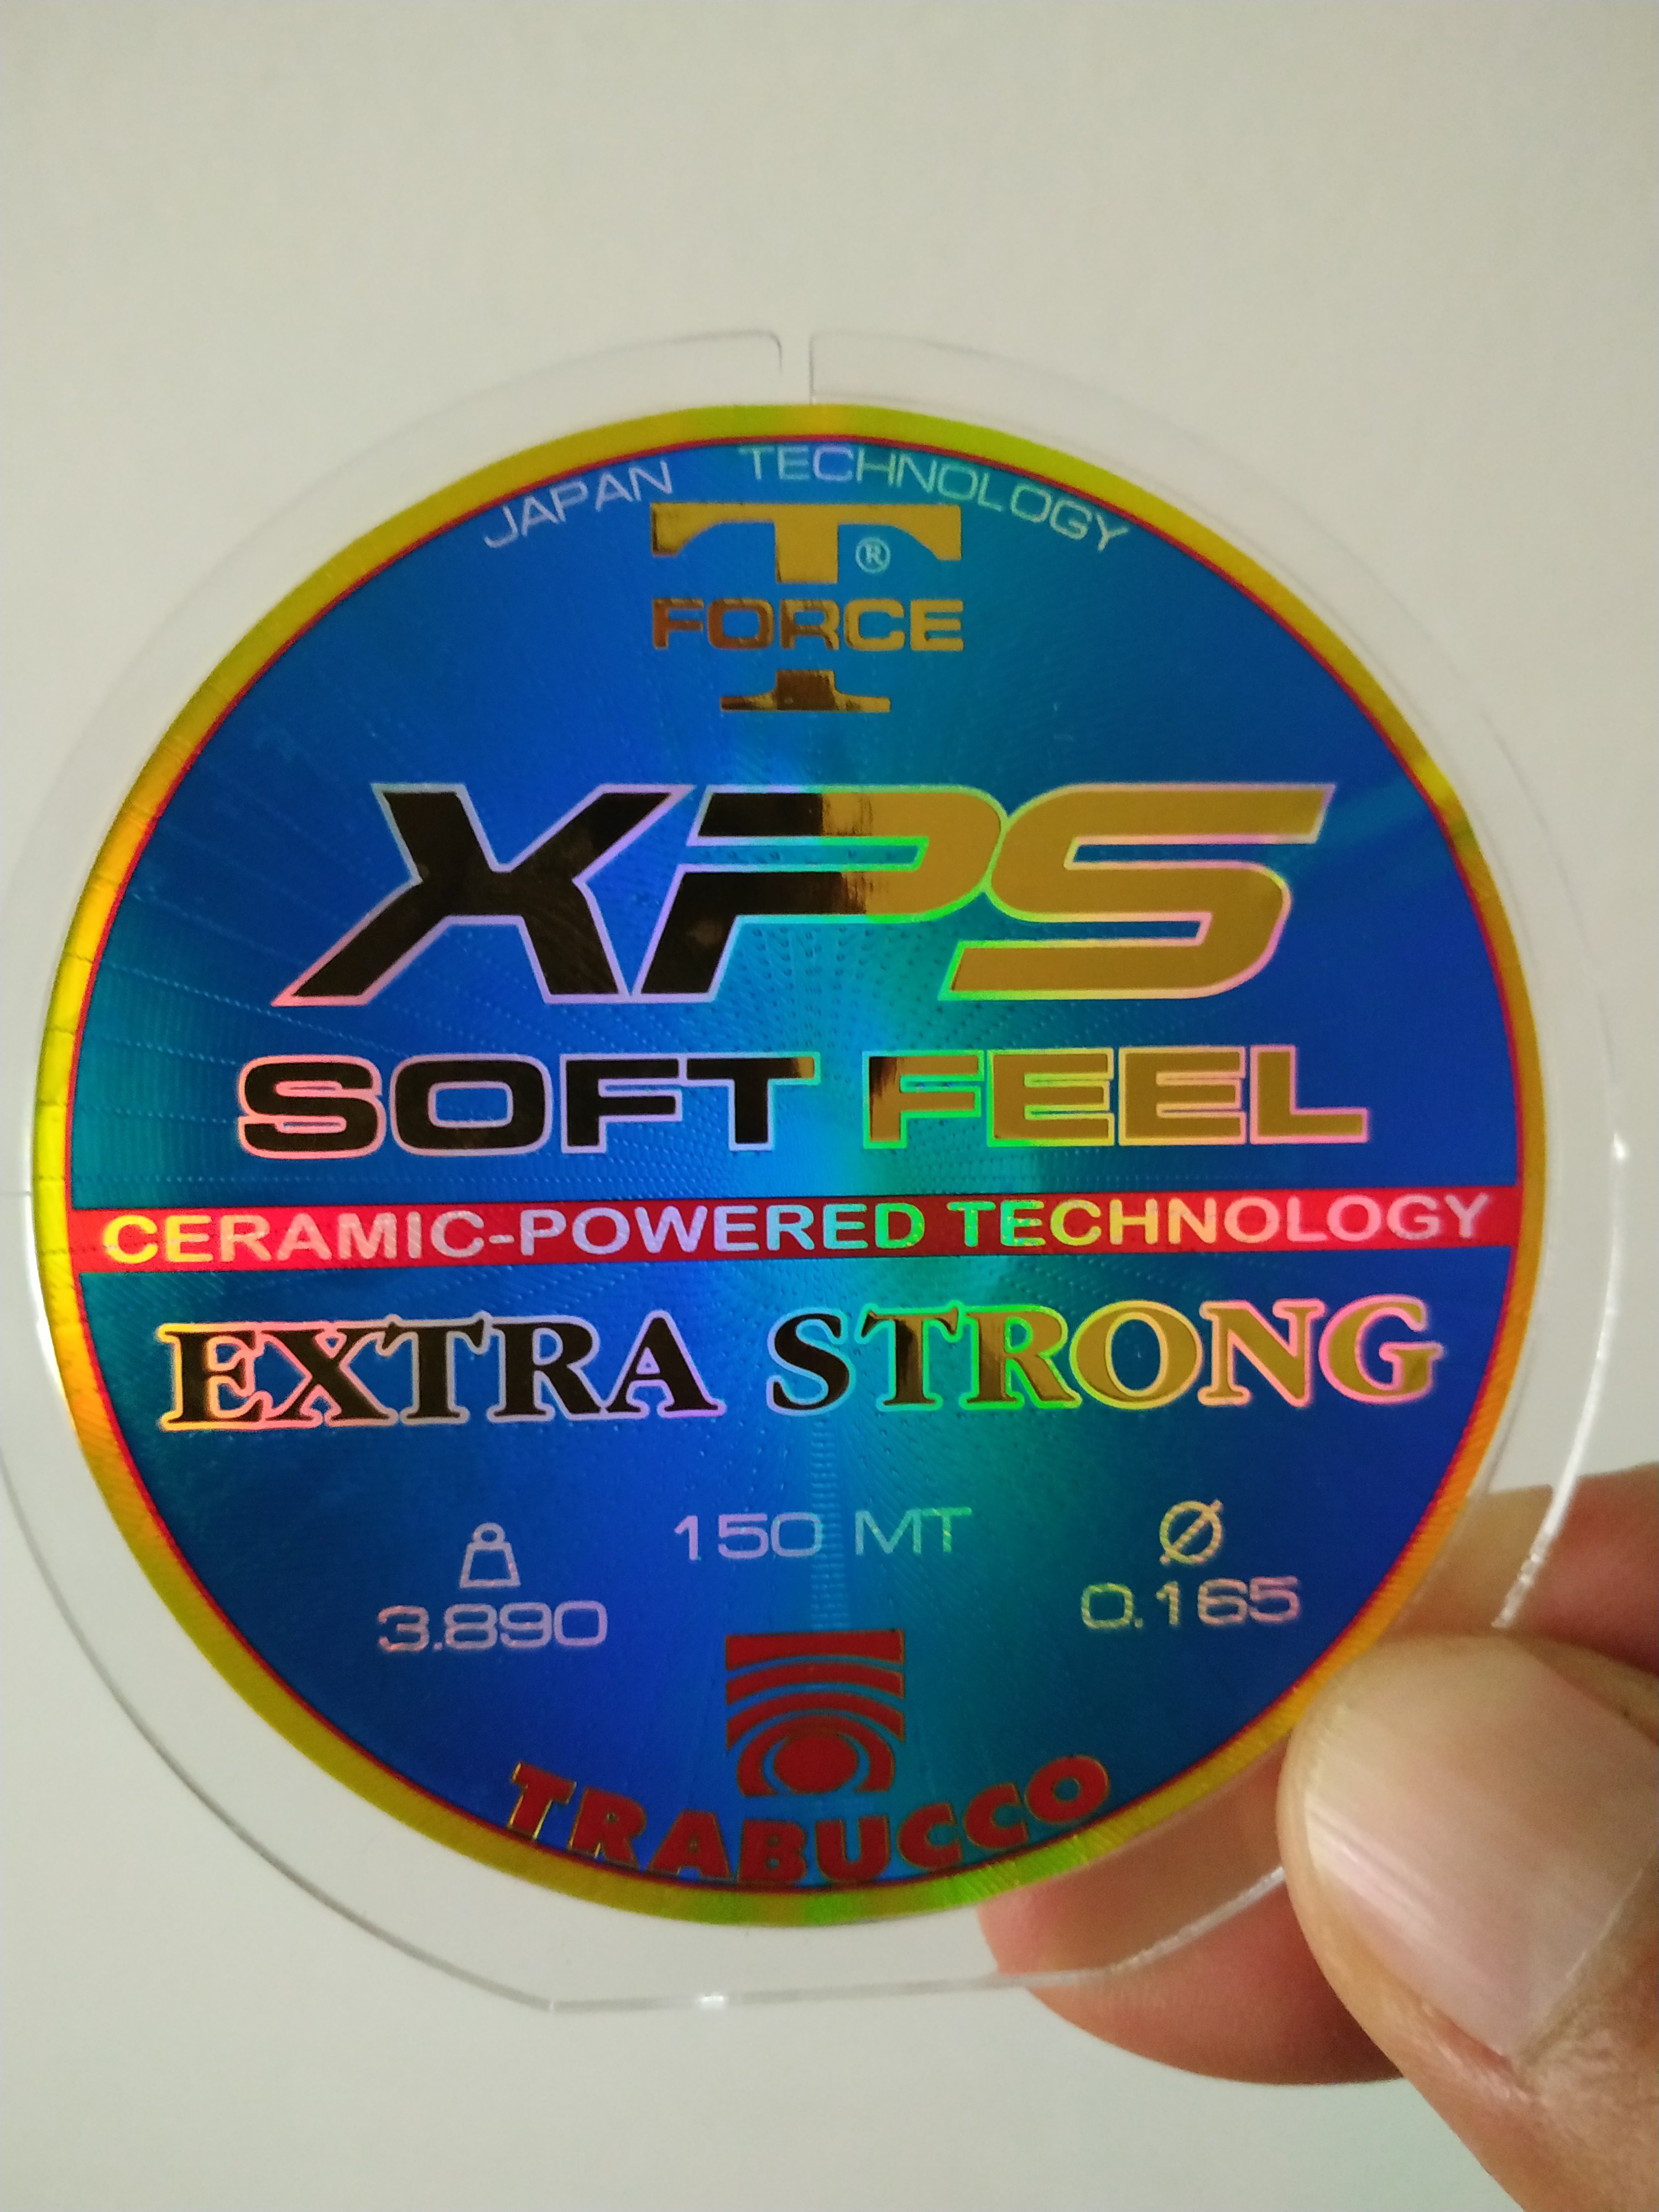 JAPAN TECHNOLOGY
T ®
FORCE
XPS
SOFT FEEL
CERAMIC-POWERED TECHNOLOGY
EXTRA STRONG
150 MT
Ø
3.890
0.165
TRABUCCO